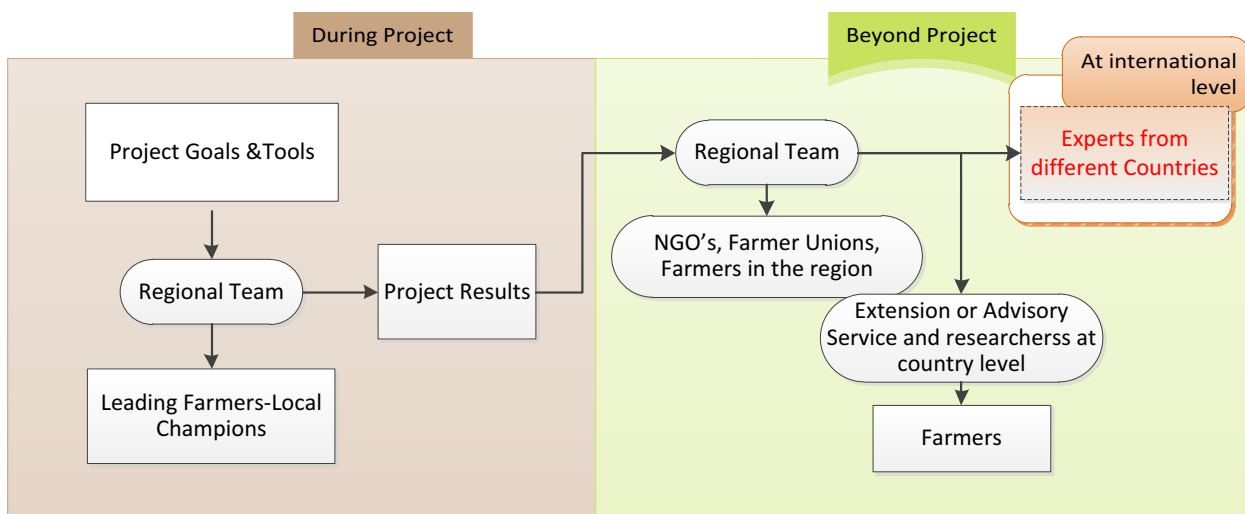 During Project
Beyond Project
At international
level
Project Goals &Tools
Regional Team
Project Results
Leading Farmers-Local
Champions
Regional Team
NGO's, Farmer Unions,
Farmers in the region
Experts from
different Countries
Extension or Advisory
Service and researcherss at
country level
Farmers